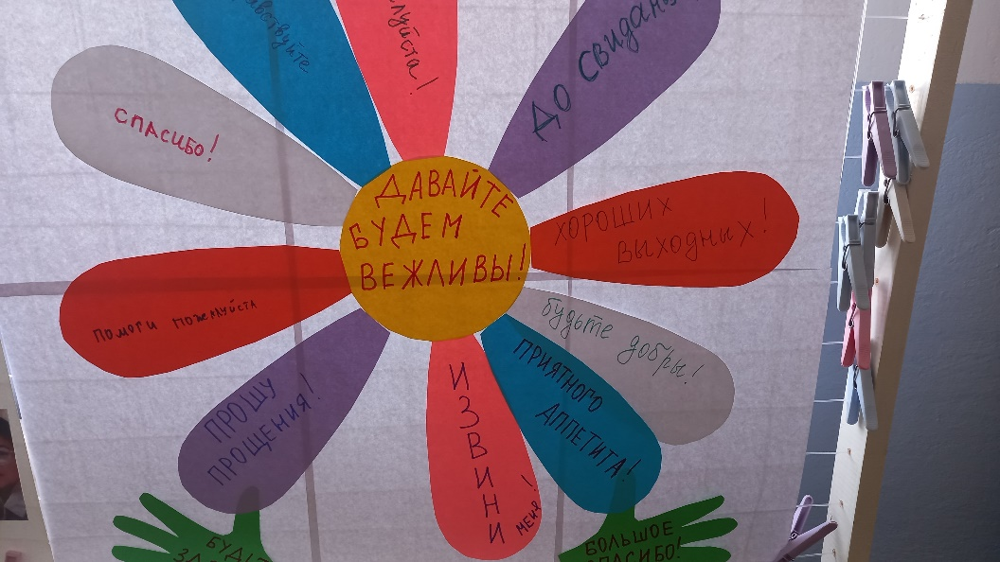 До свидань
СПАСИБО!
ДАВАЙТЕ
БУДЕМ
ВЕЖЛИВЫ!
ХОРОШИХ
ВЫХОДНЫХ!
помоги пожалуйста
будьте добры!
ПРИЯТНОГО
АППЕТИТА!
ПРОШУ
ПРОЩЕНИЯ!
ИЗВИНИ
меня!
БОЛЬШОЕ
СПАСИБО!